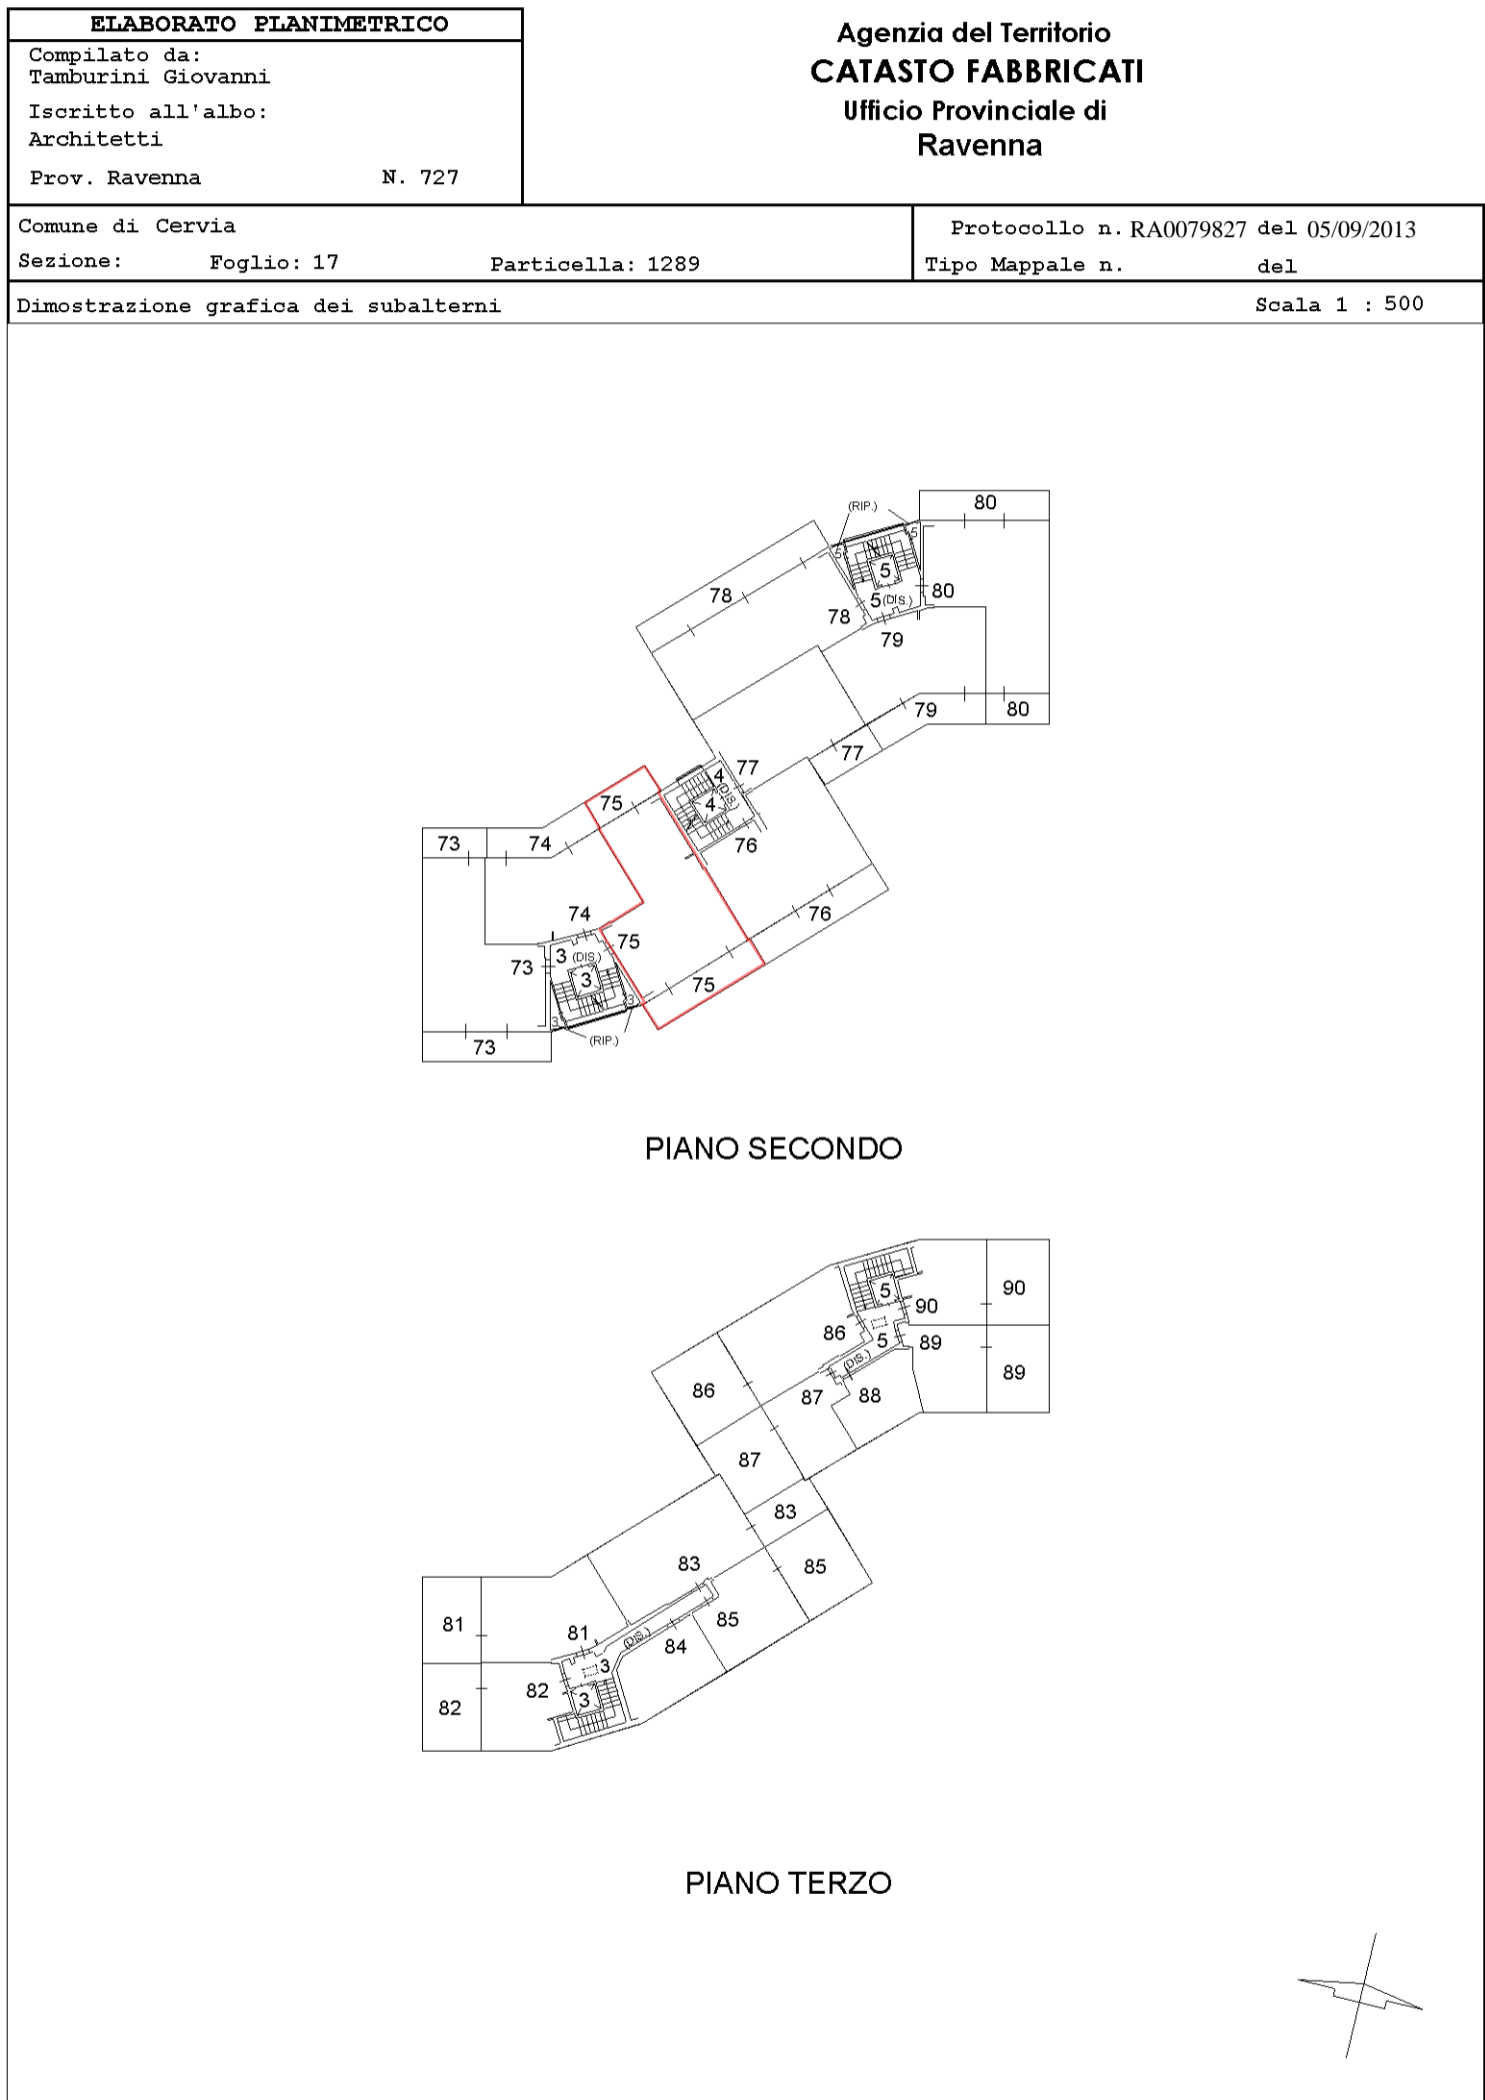 ELABORATO PLANIMETRICO
Compilato da:
Tamburini Giovanni
Iscritto all'albo:
Architetti
Prov. Ravenna N. 727
Agenzia del Territorio
CATASTO FABBRICATI
Ufficio Provinciale di
Ravenna
Comune di Cervia
Sezione: Foglio: 17 Particella: 1289
Protocollo n. RA0079827 del 05/09/2013
Tipo Mappale n. del
Dimostrazione grafica dei subalterni
Scala 1 : 500
80
(RIP.)
5
5
5
78
80
5 (DIS.)
78
79
79
80
77
77
4
(DIS.)
75
4
73
74
76
74
76
75
3 (DIS.)
73
3
75
3
3
(RIP.)
73
PIANO SECONDO
90
5
90
86
5
89
(DIS.)
89
86
87
88
87
83
83
85
81
85
81
(DIS.)
84
3
82
3
82
PIANO TERZO